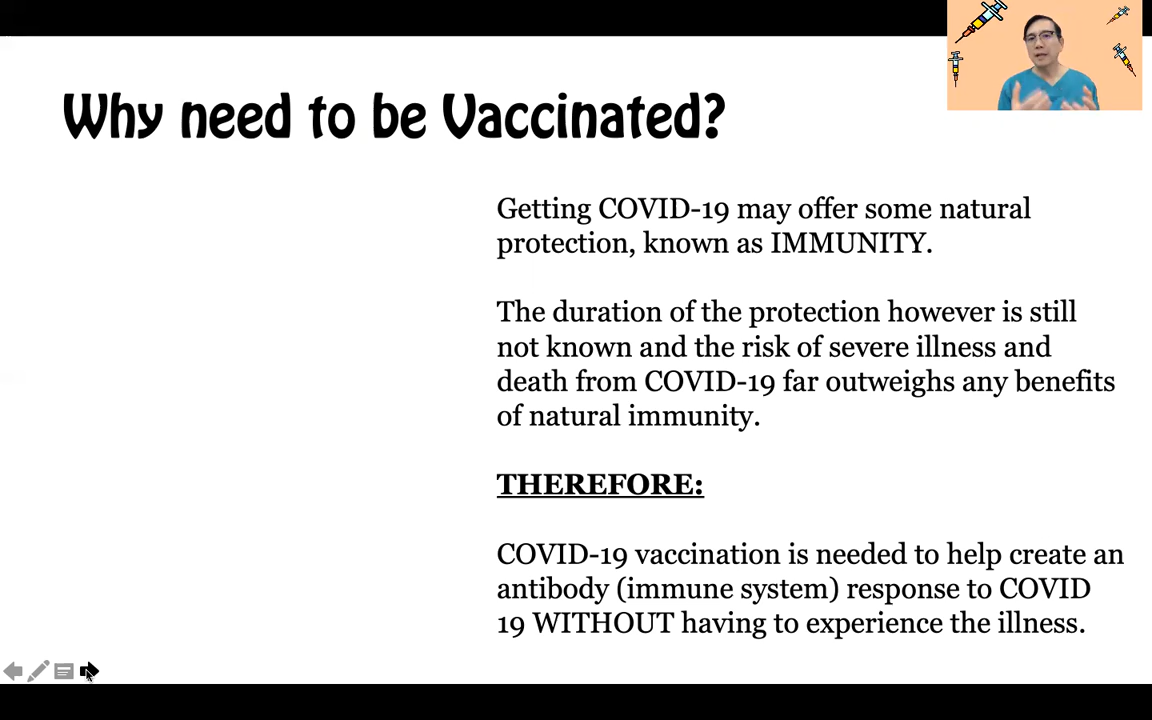 Why need to be Vaccinated?
Getting COVID-19 may offer some natural
protection, known as IMMUNITY.
The duration of the protection however is still
not known and the risk of severe illness and
death from COVID-19 far outweighs any benefits
of natural immunity.
THEREFORE:
COVID-19 vaccination is needed to help create an
antibody (immune system) response to COVID
19 WITHOUT having to experience the illness.